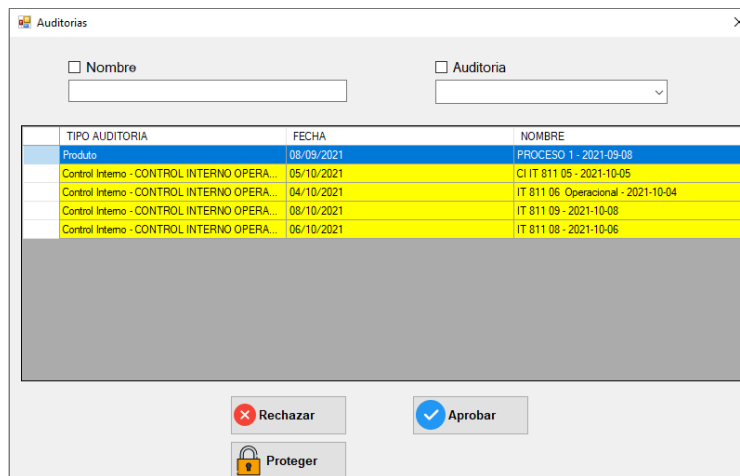 Auditorias
Nombre Auditoria
TIPO AUDITORIA FECHA NOMBRE
Produto 08/09/2021 PROCESO 1 - 2021-09-08
Control Interno - CONTROL INTERNO OPERA... 05/10/2021 CI IT 811 05 - 2021-10-05
Control Interno - CONTROL INTERNO OPERA... 04/10/2021 IT 811 06 Operacional - 2021-10-04
Control Interno - CONTROL INTERNO OPERA... 08/10/2021 IT 811 09 - 2021-10-08
Control Interno - CONTROL INTERNO OPERA... 06/10/2021 IT 811 08 - 2021-10-06
Rechazar Aprobar
Proteger